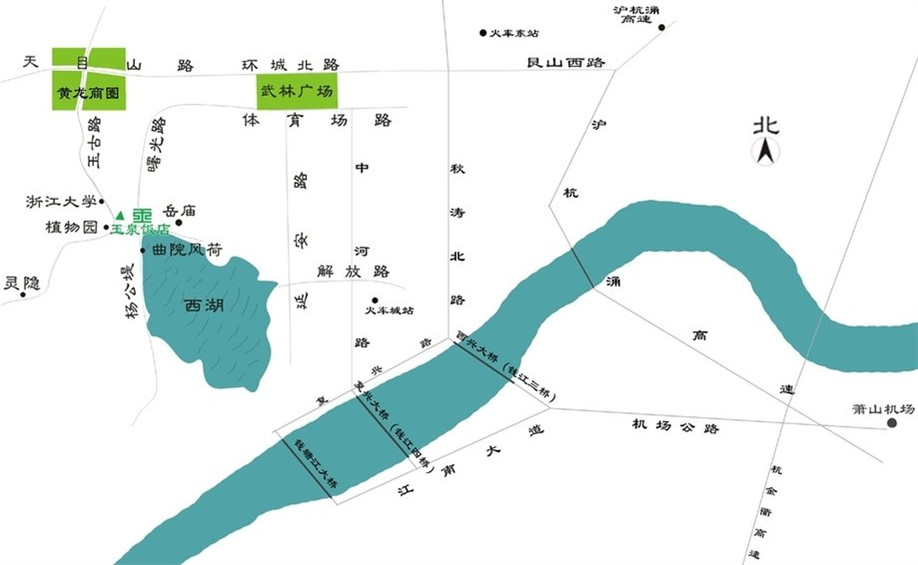 沪杭涌
高速
火车东站
天目山路
环城北路
艮山西路
黄龙商圈
武林广场
体育场路
玉古路
曙光路
沪杭涌高速
北
中河路
秋涛北路
延安路
浙江大学
植物园
玉泉饭店
岳庙
曲院风荷
灵隐
杨公堤
西湖
解放路
火车城站
复兴路
西兴大桥(钱江三桥)
复兴大桥(钱江四桥)
钱塘江大桥
江南大道
机场公路
萧山机场
杭金衢高速